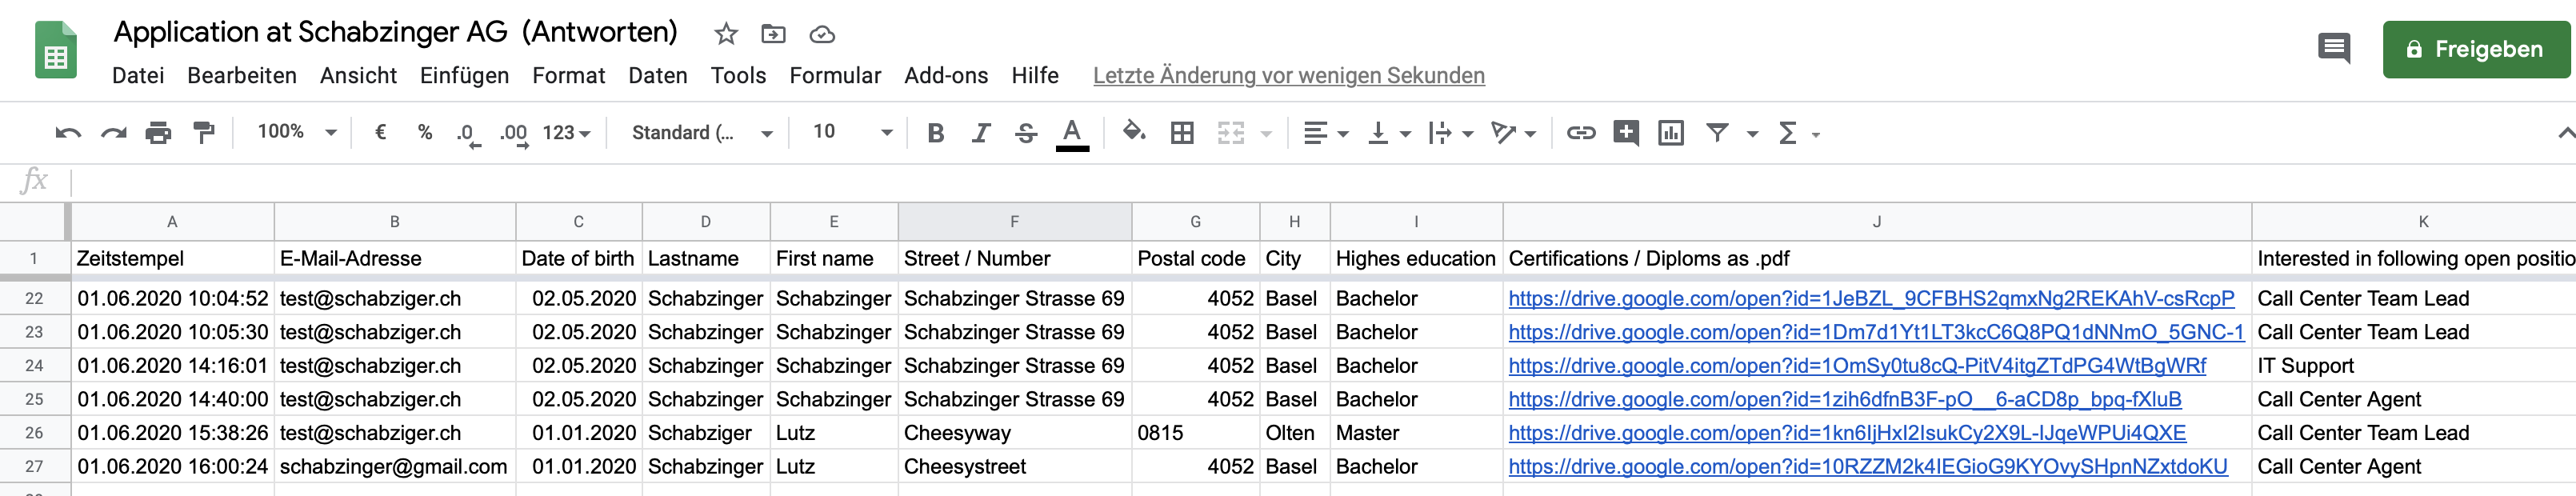 Application at Schabzinger AG (Antworten)
Datei Bearbeiten Ansicht Einfügen Format Daten Tools Formular Add-ons Hilfe Letzte Änderung vor wenigen Sekunden
Freigeben
100% € % .0 .00 123 Standard (... 10 B I S A Σ
fx
A B C D E F G H I J K
1 Zeitstempel E-Mail-Adresse Date of birth Lastname First name Street / Number Postal code City Highes education Certifications / Diploms as .pdf Interested in following open positio
22 01.06.2020 10:04:52 test@schabziger.ch 02.05.2020 Schabzinger Schabzinger Schabzinger Strasse 69 4052 Basel Bachelor https://drive.google.com/open?id=1JeBZL_9CFBHS2qmxNg2REKAhV-csRcpP Call Center Team Lead
23 01.06.2020 10:05:30 test@schabziger.ch 02.05.2020 Schabzinger Schabzinger Schabzinger Strasse 69 4052 Basel Bachelor https://drive.google.com/open?id=1Dm7d1Yt1LT3kcC6Q8PQ1dNNmO_5GNC-1 Call Center Team Lead
24 01.06.2020 14:16:01 test@schabziger.ch 02.05.2020 Schabzinger Schabzinger Schabzinger Strasse 69 4052 Basel Bachelor https://drive.google.com/open?id=1OmSy0tu8cQ-PitV4itgZTdPG4WtBgWRf IT Support
25 01.06.2020 14:40:00 test@schabziger.ch 02.05.2020 Schabzinger Schabzinger Schabzinger Strasse 69 4052 Basel Bachelor https://drive.google.com/open?id=1zih6dfnB3F-pO__6-aCD8p_bpq-fXluB Call Center Agent
26 01.06.2020 15:38:26 test@schabziger.ch 01.01.2020 Schabziger Lutz Cheesyway 0815 Olten Master https://drive.google.com/open?id=1kn6IjHxI2IsukCy2X9L-lJqeWPUi4QXE Call Center Team Lead
27 01.06.2020 16:00:24 schabzinger@gmail.com 01.01.2020 Schabzinger Lutz Cheesystreet 4052 Basel Bachelor https://drive.google.com/open?id=10RZZM2k4IEGioG9KYOvySHpnNZxtdoKU Call Center Agent